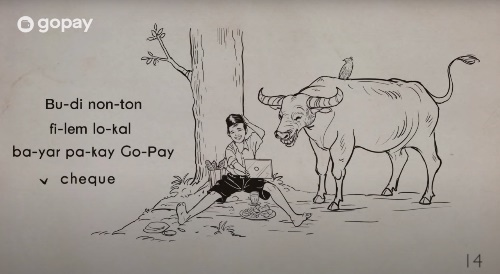 gopay
Bu-di non-ton
fi-lem lo-kal
ba-yar pa-kay Go-Pay
✓ cheque
14